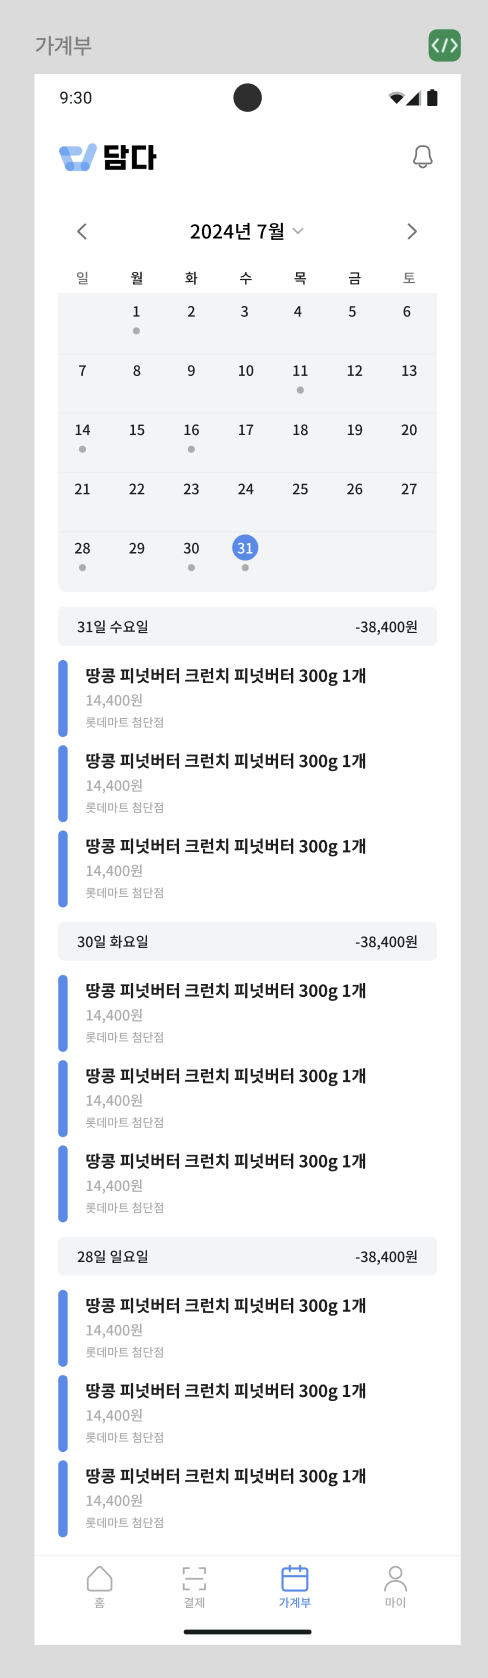 가계부
9:30
담다
2024년 7월
일 월 화 수 목 금 토
1 2 3 4 5 6
7 8 9 10 11 12 13
14 15 16 17 18 19 20
21 22 23 24 25 26 27
28 29 30 31
31일 수요일 -38,400원
땅콩 피넛버터 크런치 피넛버터 300g 1개
14,400원
롯데마트 첨단점
땅콩 피넛버터 크런치 피넛버터 300g 1개
14,400원
롯데마트 첨단점
땅콩 피넛버터 크런치 피넛버터 300g 1개
14,400원
롯데마트 첨단점
30일 화요일 -38,400원
땅콩 피넛버터 크런치 피넛버터 300g 1개
14,400원
롯데마트 첨단점
땅콩 피넛버터 크런치 피넛버터 300g 1개
14,400원
롯데마트 첨단점
땅콩 피넛버터 크런치 피넛버터 300g 1개
14,400원
롯데마트 첨단점
28일 일요일 -38,400원
땅콩 피넛버터 크런치 피넛버터 300g 1개
14,400원
롯데마트 첨단점
땅콩 피넛버터 크런치 피넛버터 300g 1개
14,400원
롯데마트 첨단점
땅콩 피넛버터 크런치 피넛버터 300g 1개
14,400원
롯데마트 첨단점
홈 결제 가계부 마이